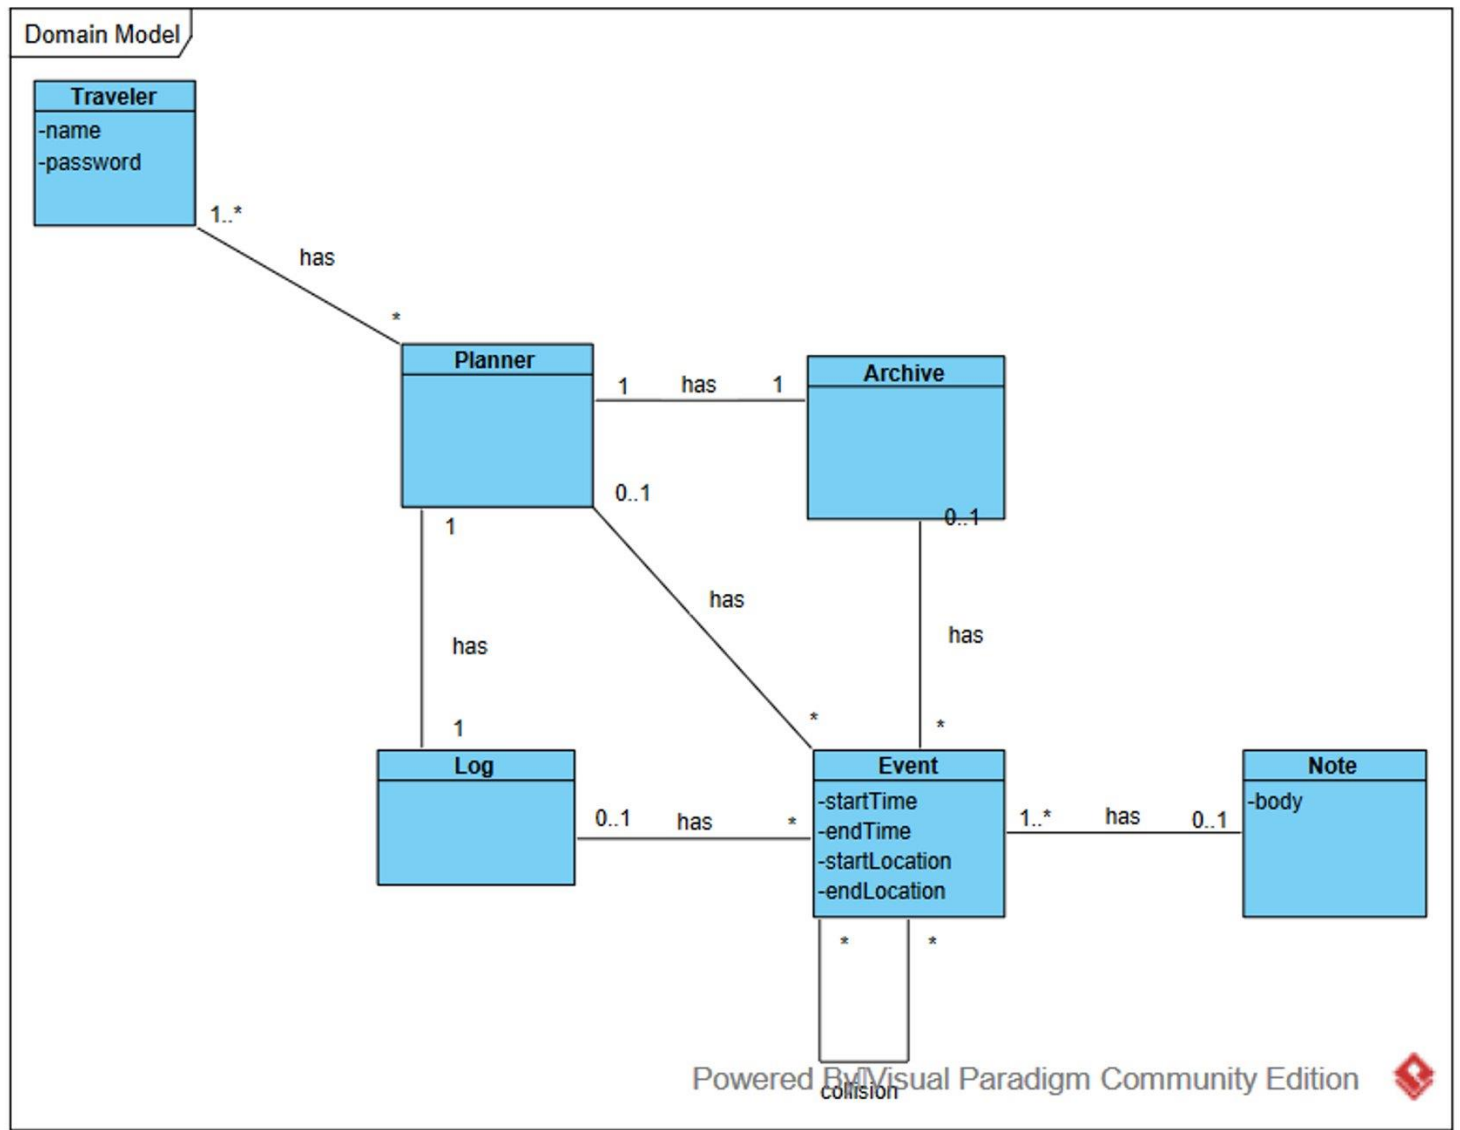 Domain Model
Traveler
-name
-password
1..*
has
*
Planner
1 has 1
Archive
0..1
0..1
1
has
has
has
1
*
*
Log
Event
-startTime
-endTime
-startLocation
-endLocation
Note
-body
0..1 has *
1..* has 0..1
* *
Powered By Visual Paradigm Community Edition
collision